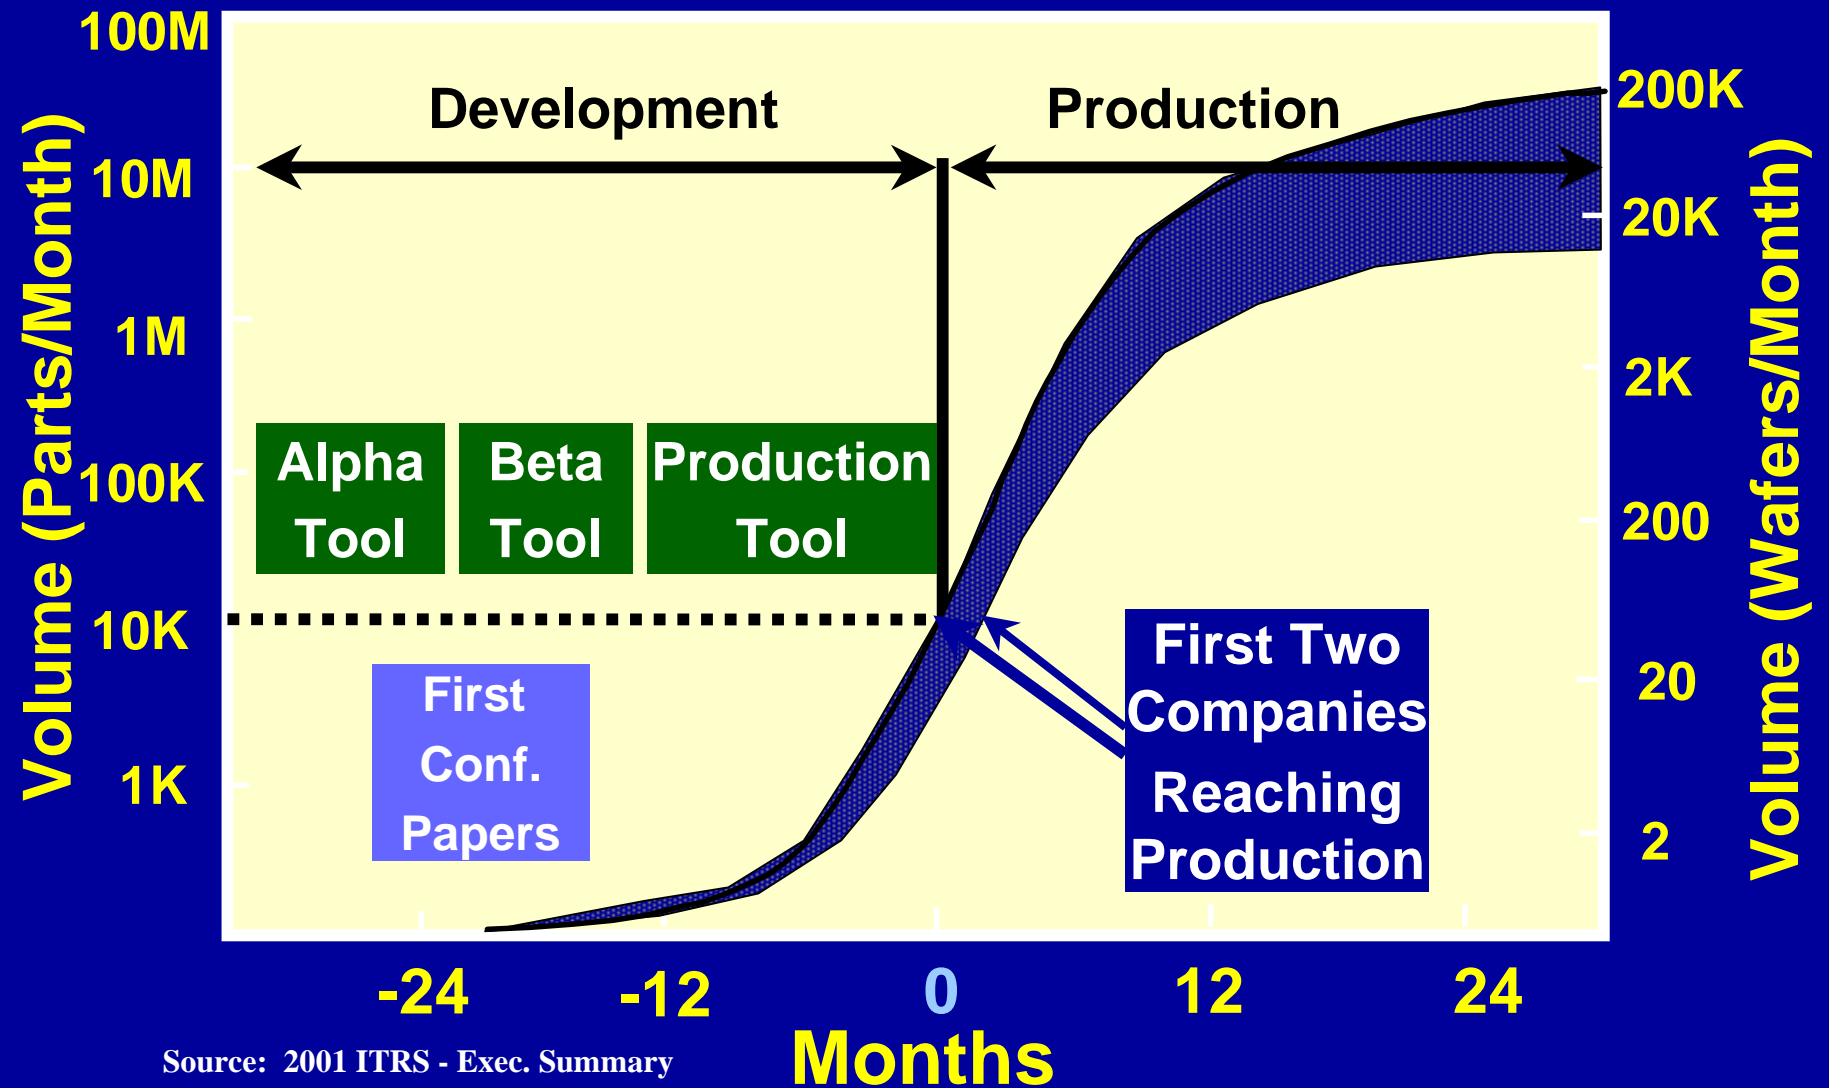 Volume (Parts/Month)
100M
10M
1M
100K
10K
1K
Development
Production
Alpha
Tool
Beta
Tool
Production
Tool
First
Conf.
Papers
First Two
Companies
Reaching
Production
200K
20K
2K
200
20
2
Volume (Wafers/Month)
-24
-12
0
12
24
Months
Source: 2001 ITRS - Exec. Summary